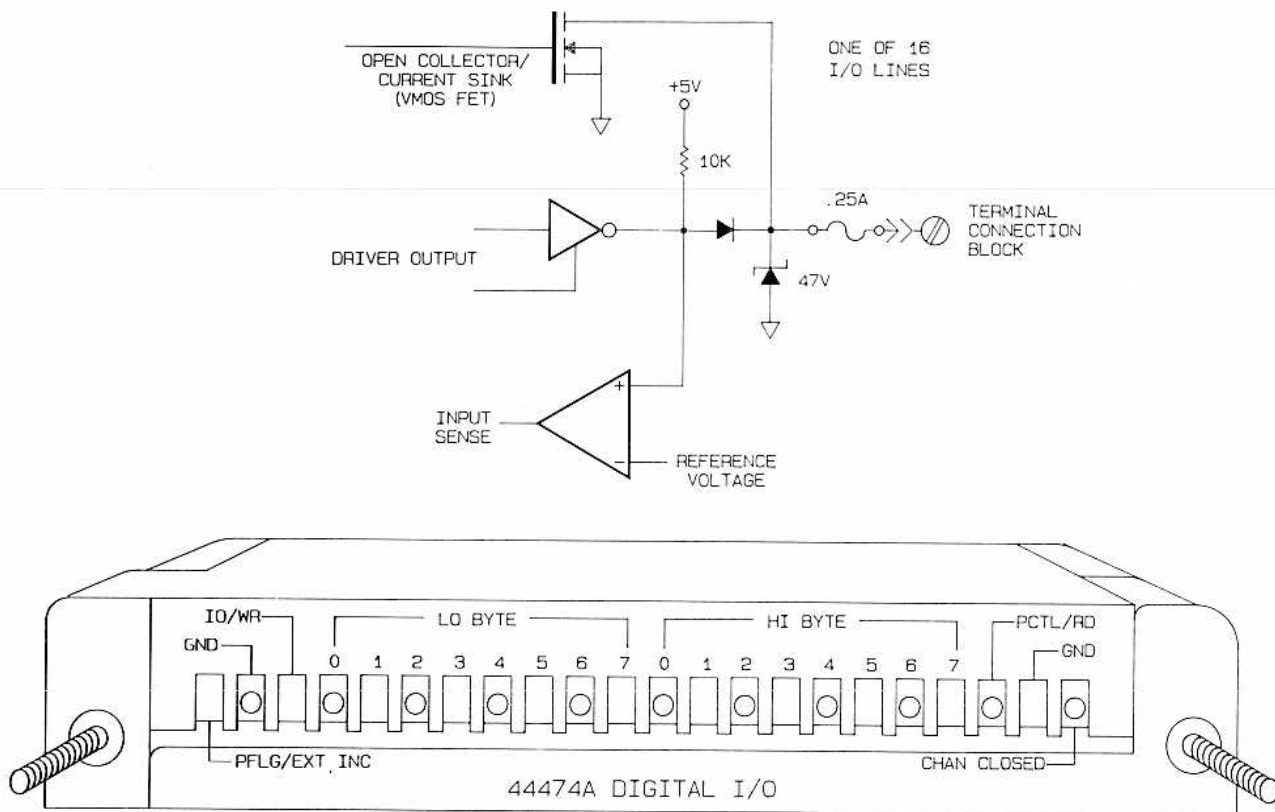 OPEN COLLECTOR/
CURRENT SINK
(VMOS FET)
ONE OF 16
I/O LINES
+5V
10K
.25A
TERMINAL
CONNECTION
BLOCK
DRIVER OUTPUT
47V
INPUT
SENSE
+
-
REFERENCE
VOLTAGE
IO/WR
LO BYTE
HI BYTE
PCTL/RD
GND
GND
0 1 2 3 4 5 6 7 0 1 2 3 4 5 6 7
PFLG/EXT INC
CHAN CLOSED
44474A DIGITAL I/O